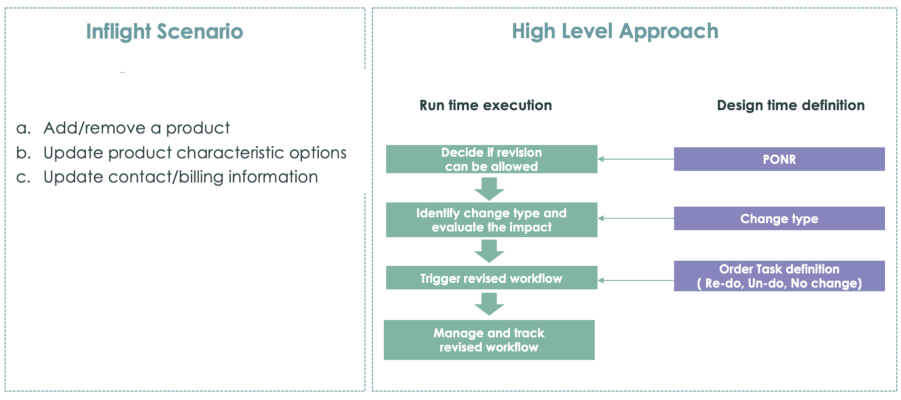 Inflight Scenario
a. Add/remove a product
b. Update product characteristic options
c. Update contact/billing information
High Level Approach
Run time execution
Design time definition
Decide if revision
can be allowed
PONR
Identify change type and
evaluate the impact
Change type
Trigger revised workflow
Order Task definition
( Re-do, Un-do, No change)
Manage and track
revised workflow